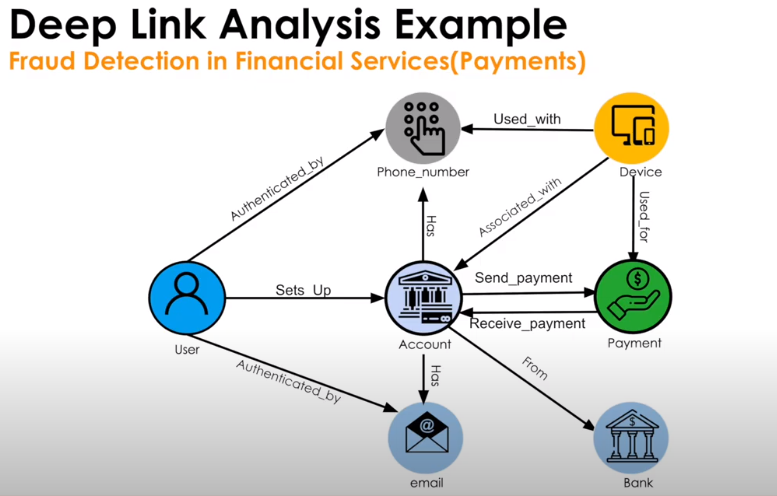 Deep Link Analysis Example
Fraud Detection in Financial Services(Payments)
Used_with
Phone_number
Device
Authenticated_by
Associated_with
Used_for
Has
Sets_Up
Send_payment
$
Receive_payment
User
Account
Payment
Authenticated_by
Has
From
@
$
email
Bank